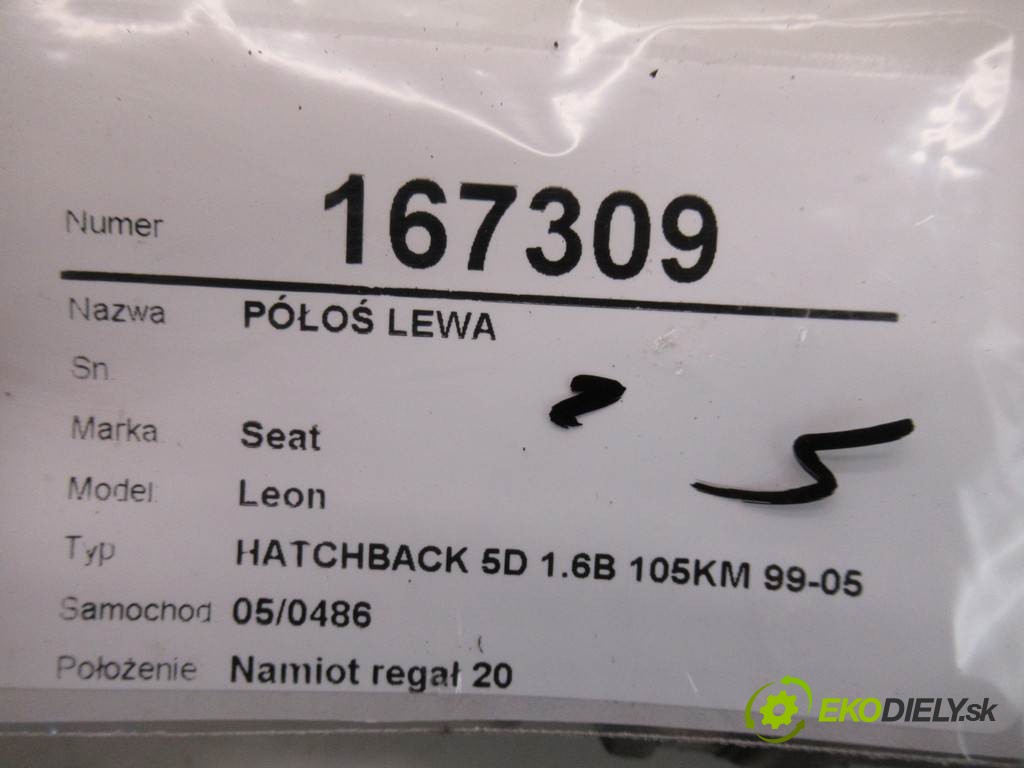 Numer 167309
Nazwa PÓŁOŚ LEWA
Sn.
Marka Seat
Model: Leon
Typ HATCHBACK 5D 1.6B 105KM 99-05
Samochod 05/0486
Położenie Namiot regał 20
5
EKODIELY.sk